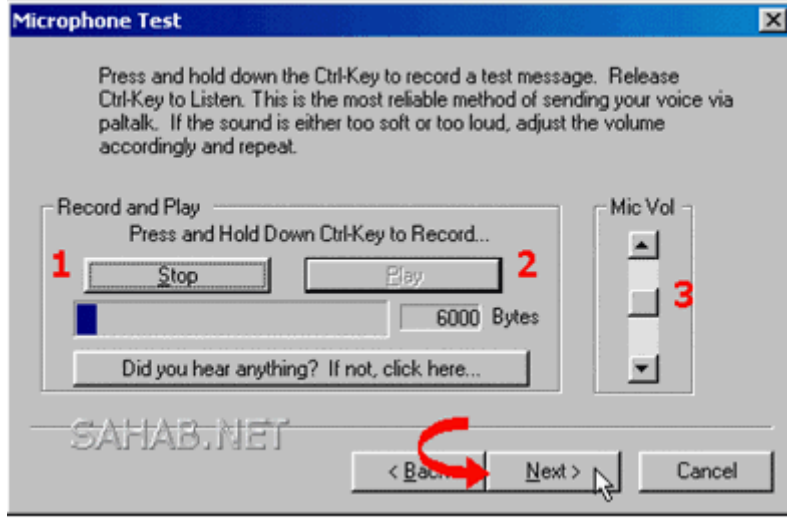 Microphone Test
Press and hold down the Ctrl-Key to record a test message. Release
Ctrl-Key to Listen. This is the most reliable method of sending your voice via
paltalk. If the sound is either too soft or too loud, adjust the volume
accordingly and repeat.
Record and Play
Mic Vol
Press and Hold Down Ctrl-Key to Record...
1 Stop Play 2
3
6000 Bytes
Did you hear anything? If not, click here...
SAHAB.NET
< Back Next > Cancel